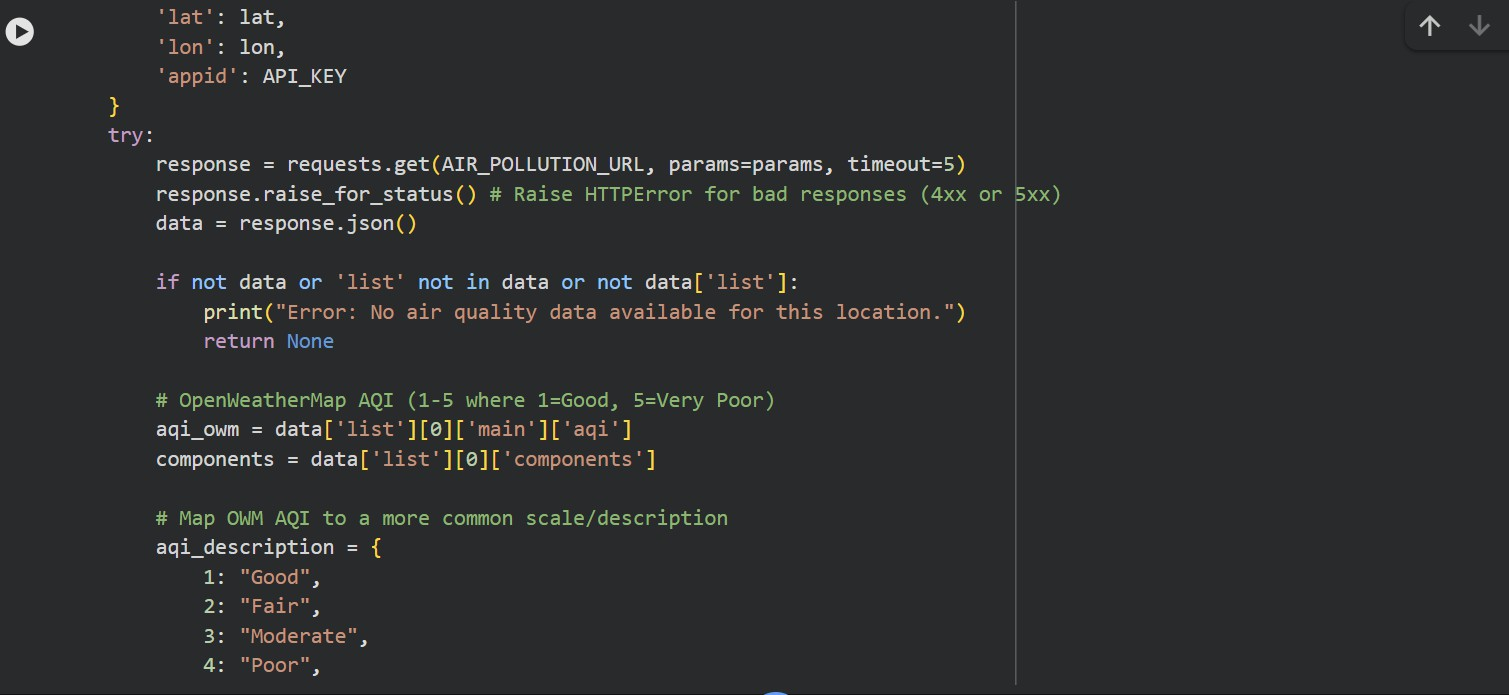 'lat': lat,
'lon': lon,
'appid': API_KEY
}
try:
response = requests.get(AIR_POLLUTION_URL, params=params, timeout=5)
response.raise_for_status() # Raise HTTPError for bad responses (4xx or 5xx)
data = response.json()
if not data or 'list' not in data or not data['list']:
print("Error: No air quality data available for this location.")
return None
# OpenWeatherMap AQI (1-5 where 1=Good, 5=Very Poor)
aqi_owm = data['list'][0]['main']['aqi']
components = data['list'][0]['components']
# Map OWM AQI to a more common scale/description
aqi_description = {
1: "Good",
2: "Fair",
3: "Moderate",
4: "Poor",